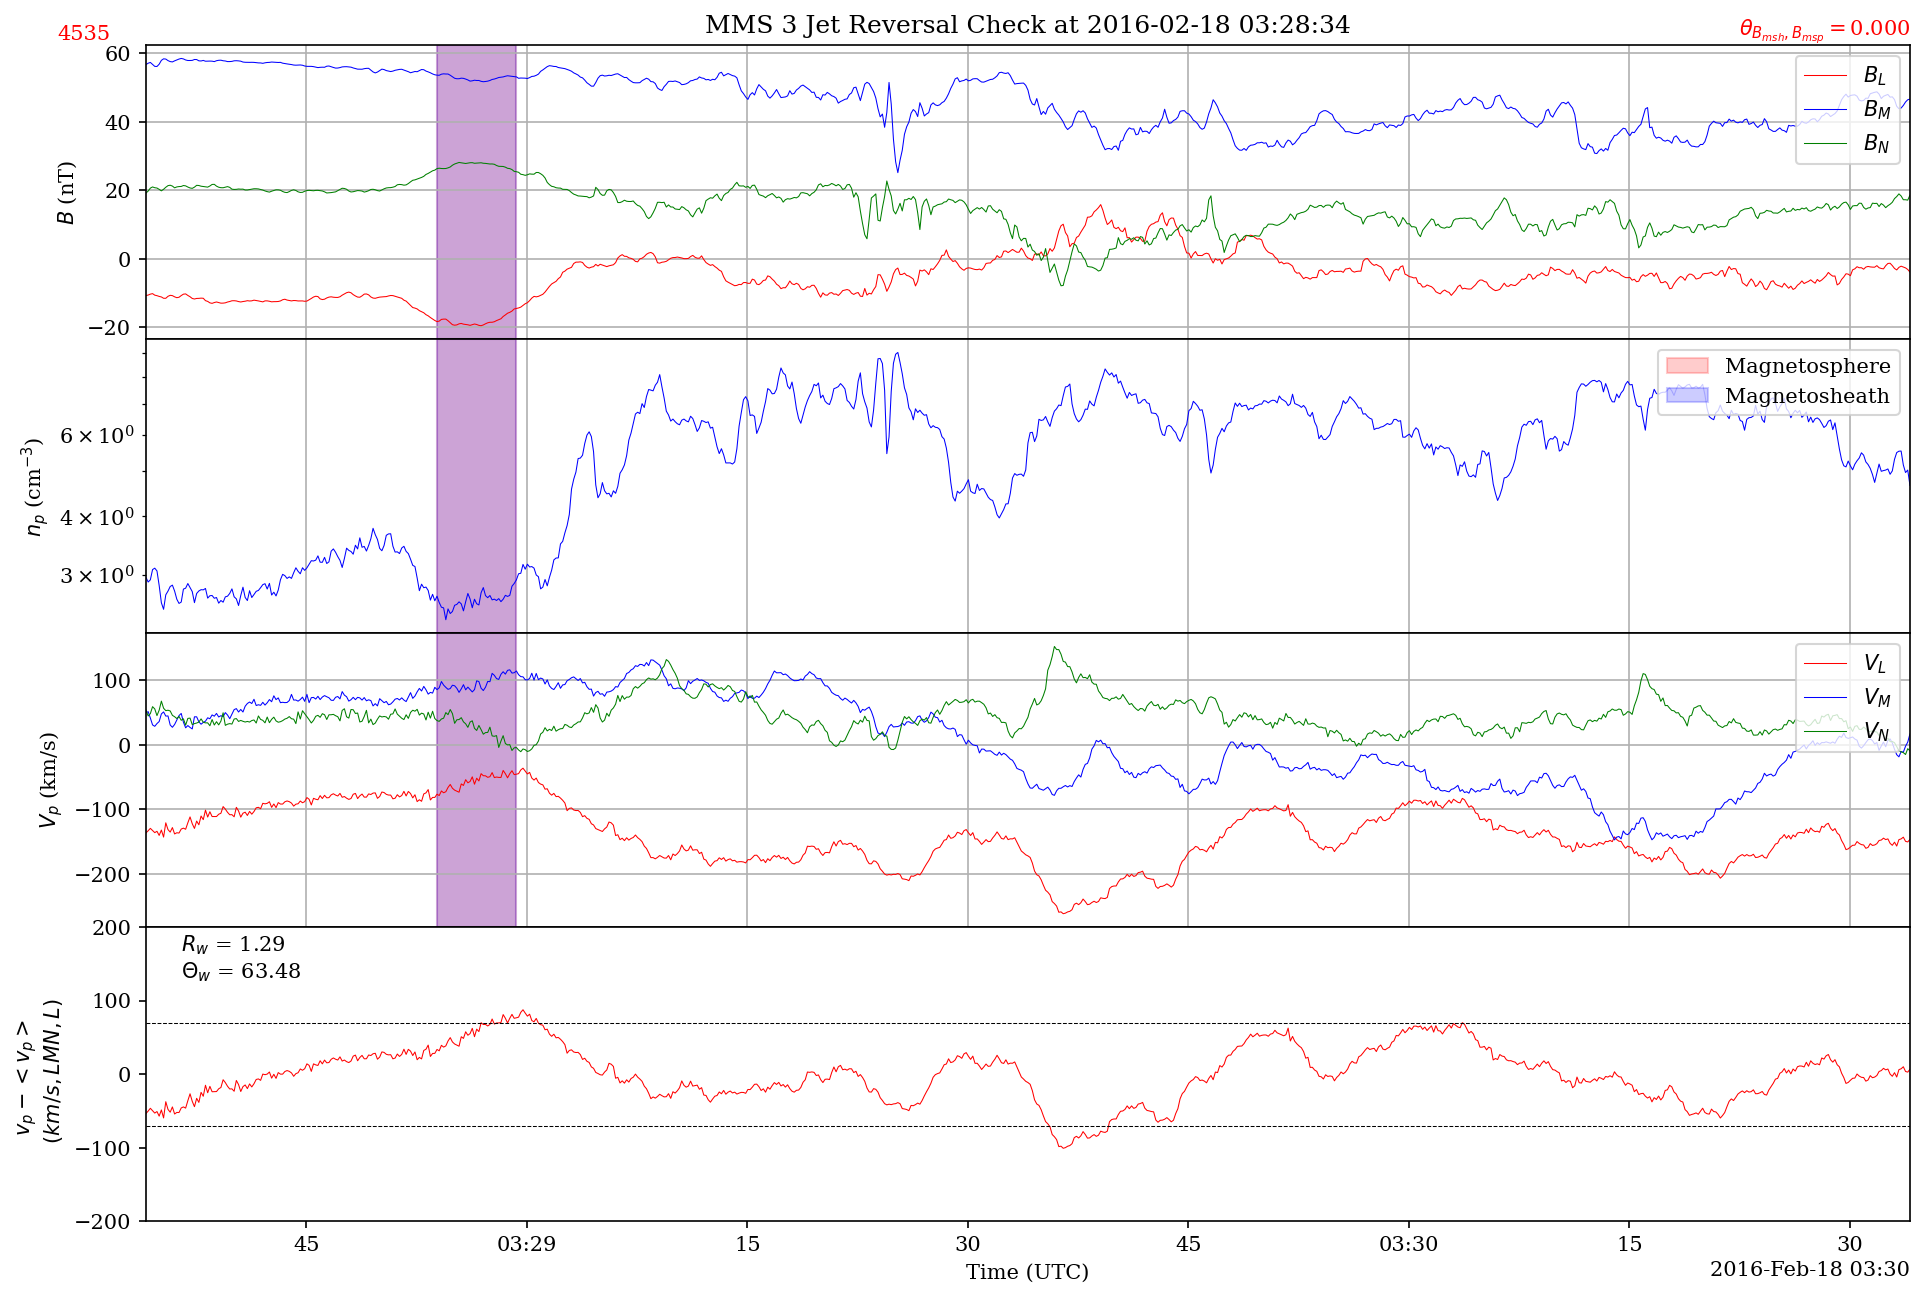 MMS 3 Jet Reversal Check at 2016-02-18 03:28:34
4535
θ_{B_{msh}, B_{msp}} = 0.000
60
40
20
0
−20
B (nT)
B_L
B_M
B_N
6 × 10^0
4 × 10^0
3 × 10^0
n_p (cm^{−3})
Magnetosphere
Magnetosheath
100
0
−100
−200
V_p (km/s)
V_L
V_M
V_N
200
100
0
−100
−200
v_p − < v_p >
(km/s, LMN, L)
R_w = 1.29
Θ_w = 63.48
45 03:29 15 30 45 03:30 15 30
Time (UTC)
2016-Feb-18 03:30